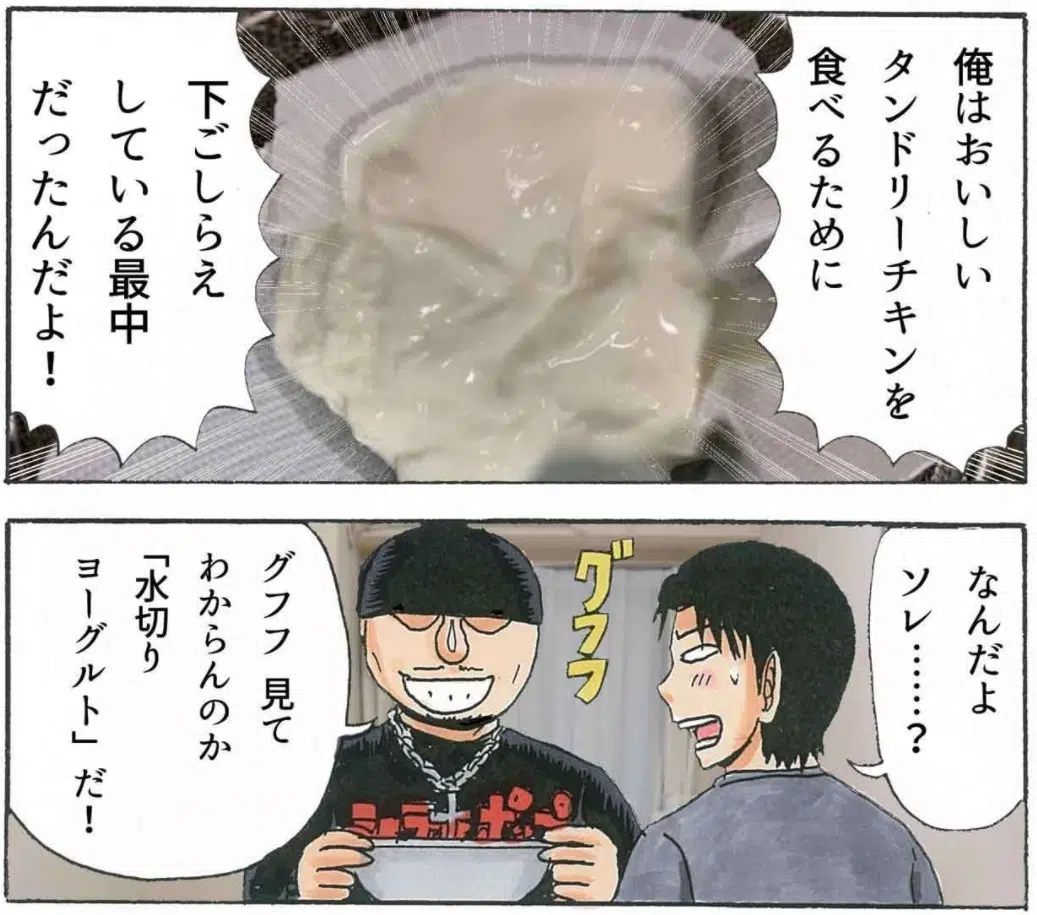 俺はおいしい
タンドリーチキンを
食べるために
下ごしらえ
している最中
だったんだよ！
なんだよ
ソレ………？
グフフ
グフフ 見て
わからんのか
「水切り
ヨーグルト」だ！